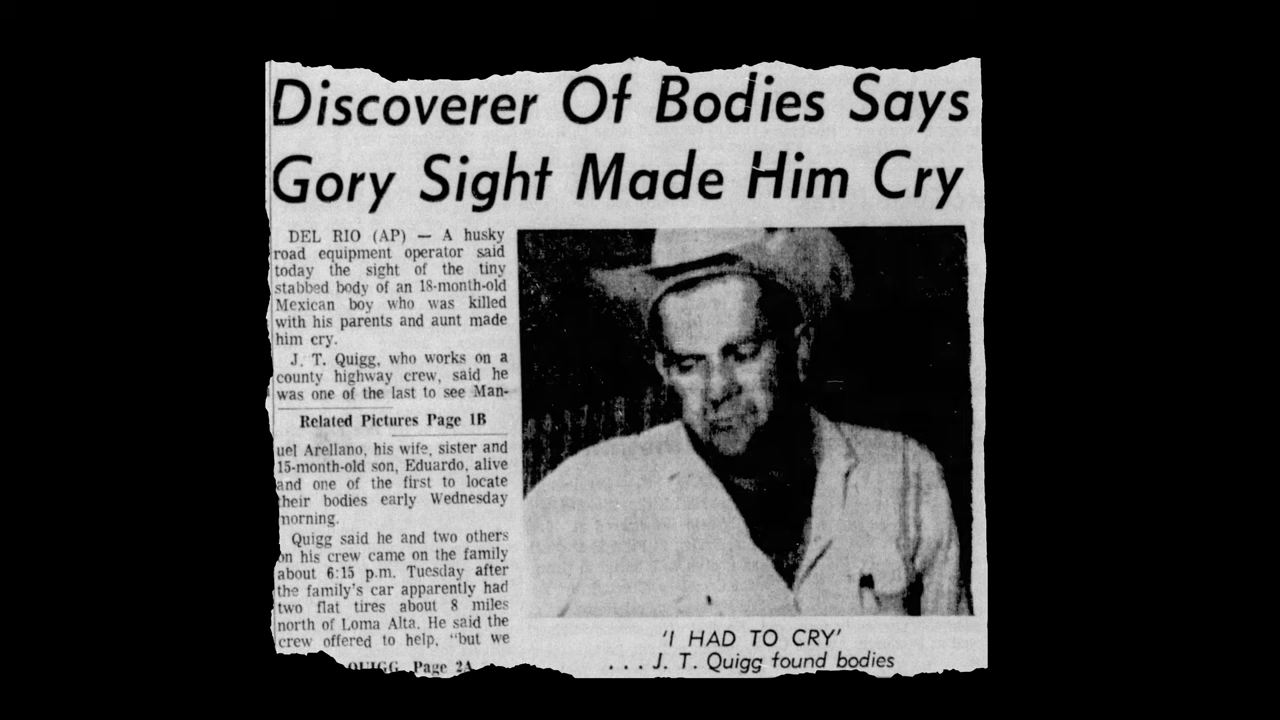 Discoverer Of Bodies Says
Gory Sight Made Him Cry
DEL RIO (AP) — A husky
road equipment operator said
today the sight of the tiny
stabbed body of an 18-month-old
Mexican boy who was killed
with his parents and aunt made
him cry.
J. T. Quigg, who works on a
county highway crew, said he
was one of the last to see Man-
Related Pictures Page 1B
uel Arellano, his wife, sister and
15-month-old son, Eduardo, alive
and one of the first to locate
their bodies early Wednesday
morning.
Quigg said he and two others
on his crew came on the family
about 6:15 p.m. Tuesday after
the family's car apparently had
two flat tires about 8 miles
north of Loma Alta. He said the
crew offered to help, "but we
QUIGG, Page 2A
'I HAD TO CRY'
. . . J. T. Quigg found bodies